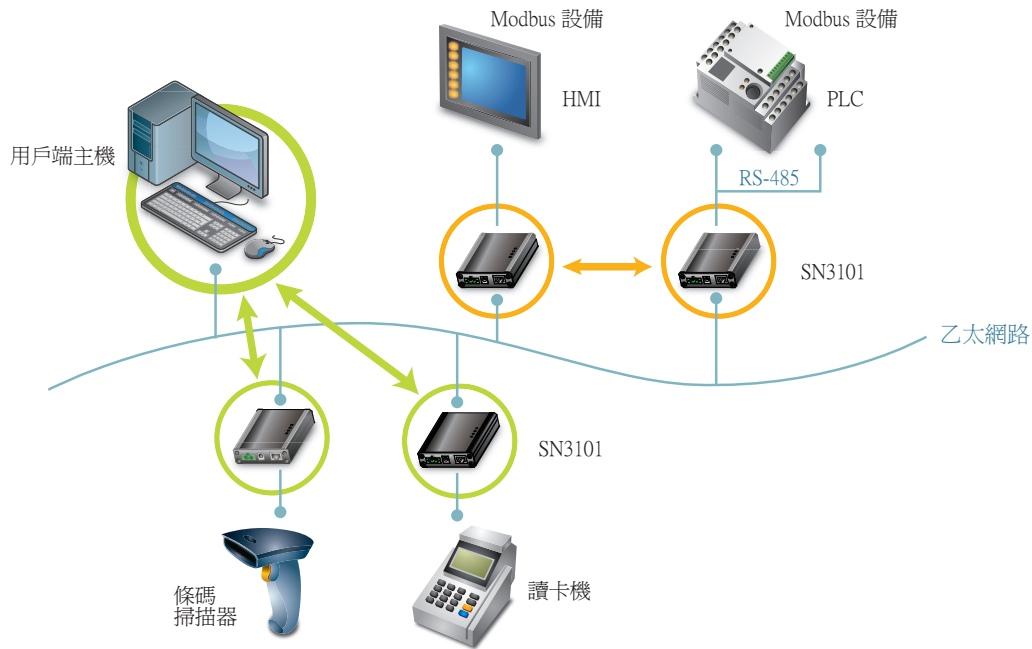 Modbus 設備
Modbus 設備
HMI
PLC
用戶端主機
RS-485
SN3101
乙太網路
SN3101
條碼
掃描器
讀卡機